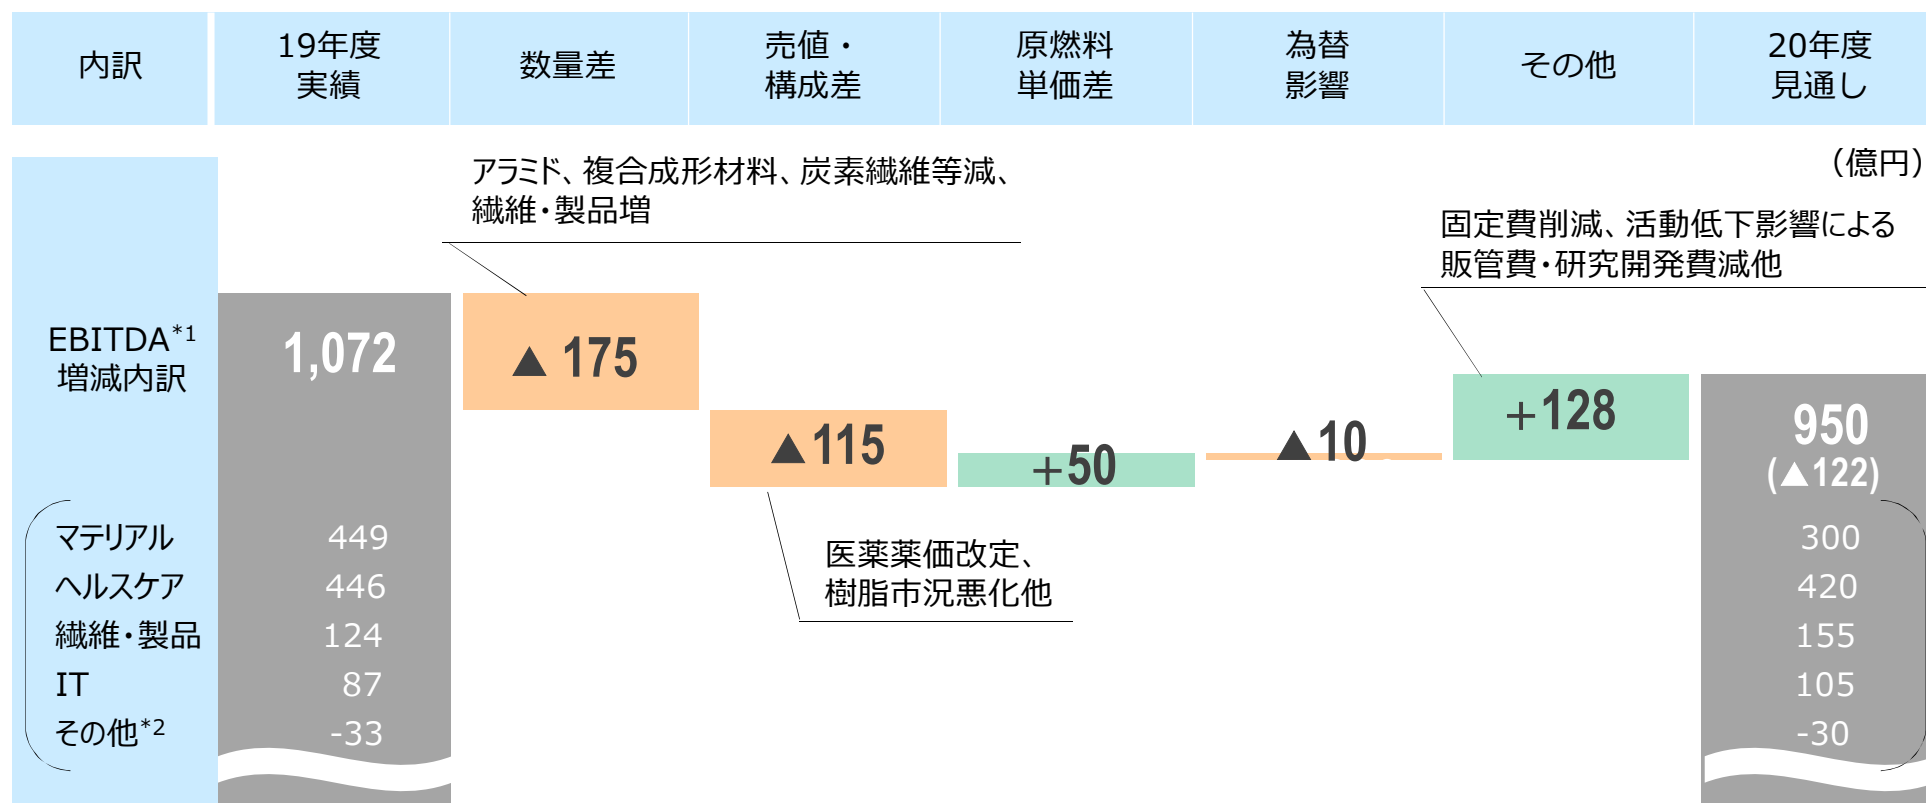 内訳
19年度
実績
数量差
売値・
構成差
原燃料
単価差
為替
影響
その他
20年度
見通し
（億円）
アラミド、複合成形材料、炭素繊維等減、
繊維・製品増
固定費削減、活動低下影響による
販管費・研究開発費減他
EBITDA*1
増減内訳
1,072
▲ 175
▲115
+50
▲10
+128
950
(▲122)
医薬薬価改定、
樹脂市況悪化他
マテリアル 449 300
ヘルスケア 446 420
繊維・製品 124 155
IT 87 105
その他*2 -33 -30